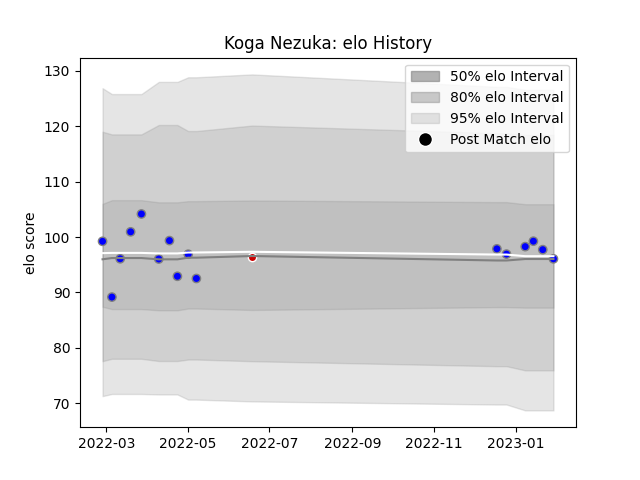 Koga Nezuka: elo History
130
120
110
100
90
80
70
elo score
50% elo Interval
80% elo Interval
95% elo Interval
Post Match elo
2022-03
2022-05
2022-07
2022-09
2022-11
2023-01